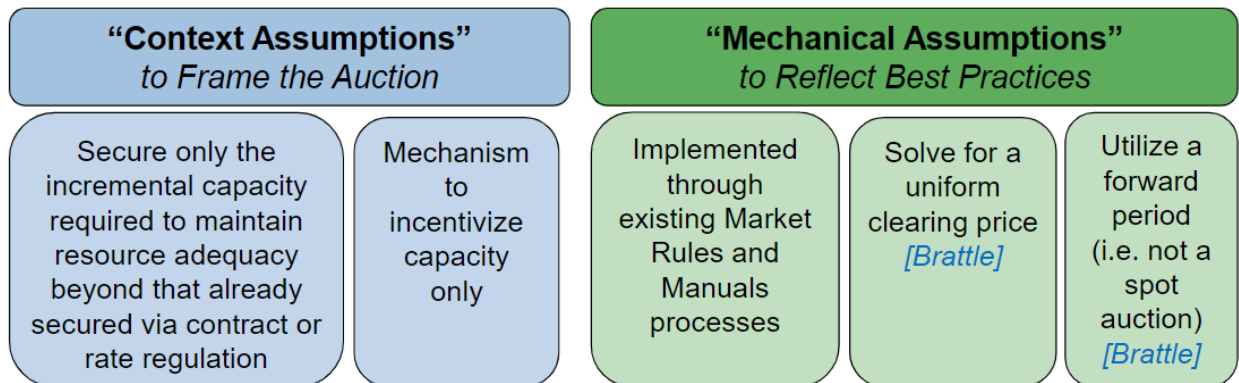 “Context Assumptions”
to Frame the Auction
“Mechanical Assumptions”
to Reflect Best Practices
Secure only the
incremental capacity
required to maintain
resource adequacy
beyond that already
secured via contract or
rate regulation
Mechanism
to
incentivize
capacity
only
Implemented
through
existing Market
Rules and
Manuals
processes
Solve for a
uniform
clearing price
[Brattle]
Utilize a
forward
period
(i.e. not a
spot
auction)
[Brattle]